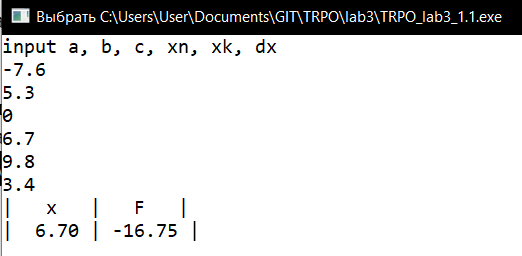 Выбрать C:\Users\User\Documents\GIT\TRPO\lab3\TRPO_lab3_1.1.exe
input a, b, c, xn, xk, dx
-7.6
5.3
0
6.7
9.8
3.4
|   x   |   F   |
|  6.70 | -16.75 |